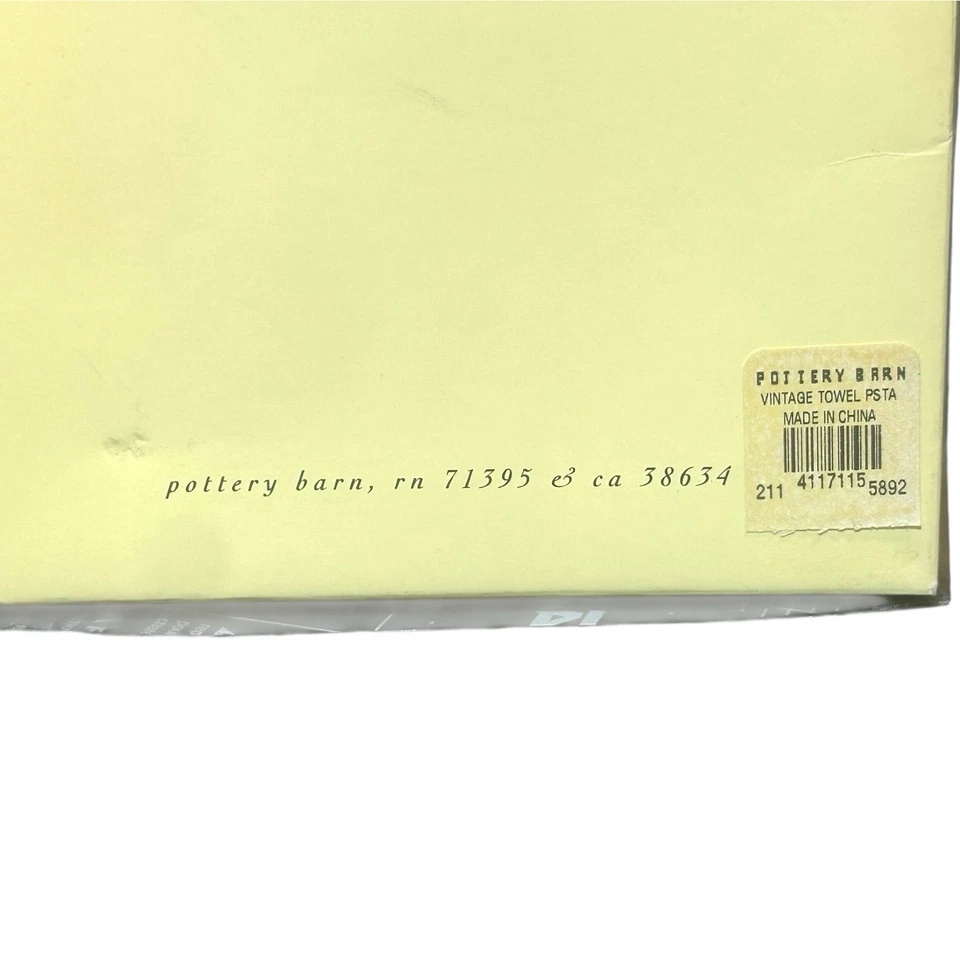 POTTERY BARN
VINTAGE TOWEL PSTA
MADE IN CHINA
211 4117115 5892
pottery barn, rn 71395 & ca 38634